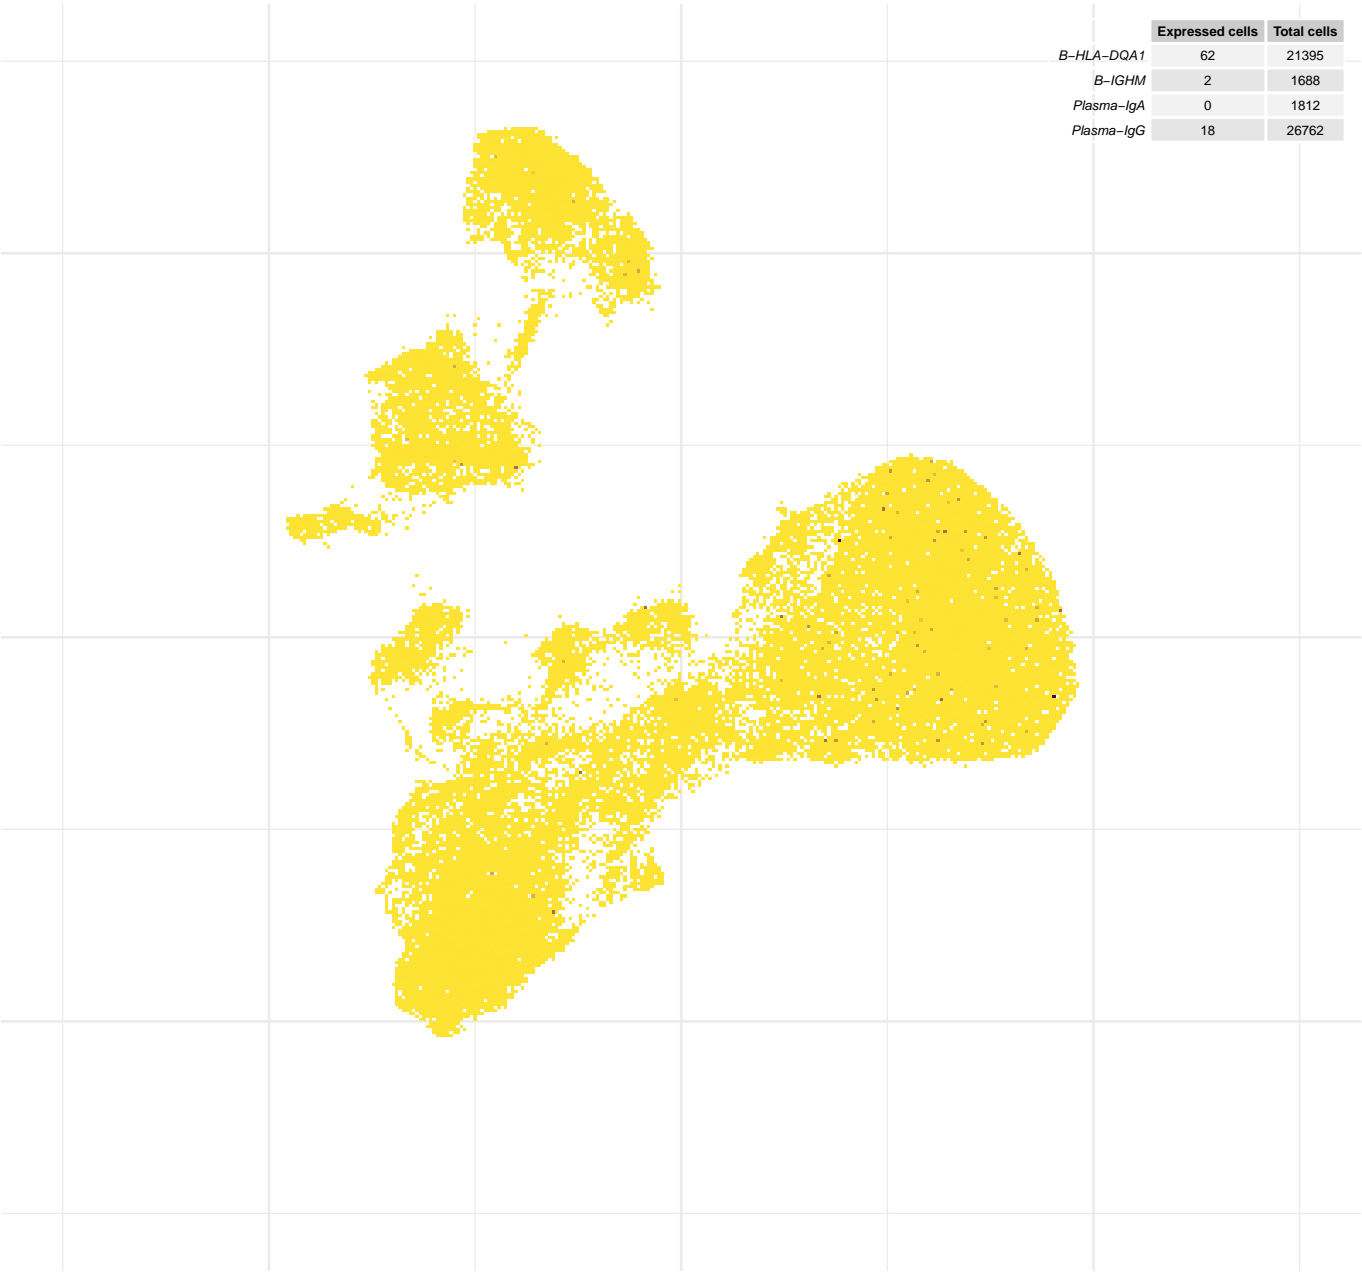 Expressed cells Total cells
B−HLA−DQA1 62 21395
B−IGHM 2 1688
Plasma−IgA 0 1812
Plasma−IgG 18 26762